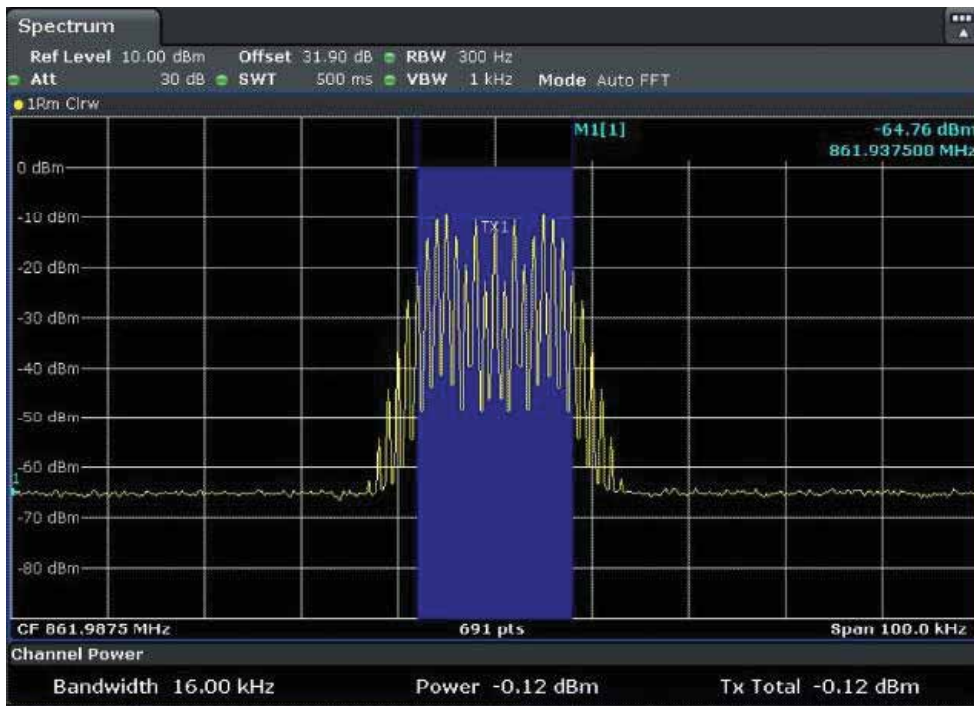 Spectrum
Ref Level 10.00 dBm Offset 31.90 dB RBW 300 Hz
Att 30 dB SWT 500 ms VBW 1 kHz Mode Auto FFT
1Rm Clrw
M1[1] -64.76 dBm
861.937500 MHz
0 dBm
-10 dBm
TX1
-20 dBm
-30 dBm
-40 dBm
-50 dBm
-60 dBm
1
-70 dBm
-80 dBm
CF 861.9875 MHz 691 pts Span 100.0 kHz
Channel Power
Bandwidth 16.00 kHz Power -0.12 dBm Tx Total -0.12 dBm